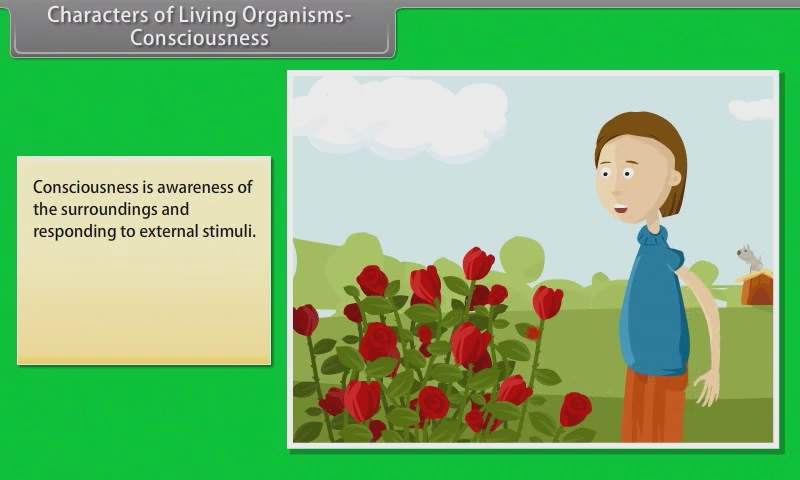 Characters of Living Organisms-
Consciousness
Consciousness is awareness of
the surroundings and
responding to external stimuli.